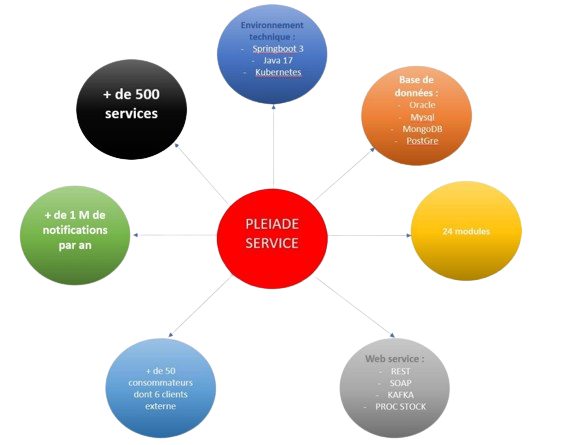 Environnement
technique :
- Springboot 3
- Java 17
- Kubernetes
+ de 500
services
Base de
données :
- Oracle
- Mysql
- MongoDB
- PostGre
+ de 1 M de
notifications
par an
PLEIADE
SERVICE
24 modules
+ de 50
consommateurs
dont 6 clients
externe
Web service :
- REST
- SOAP
- KAFKA
- PROC STOCK